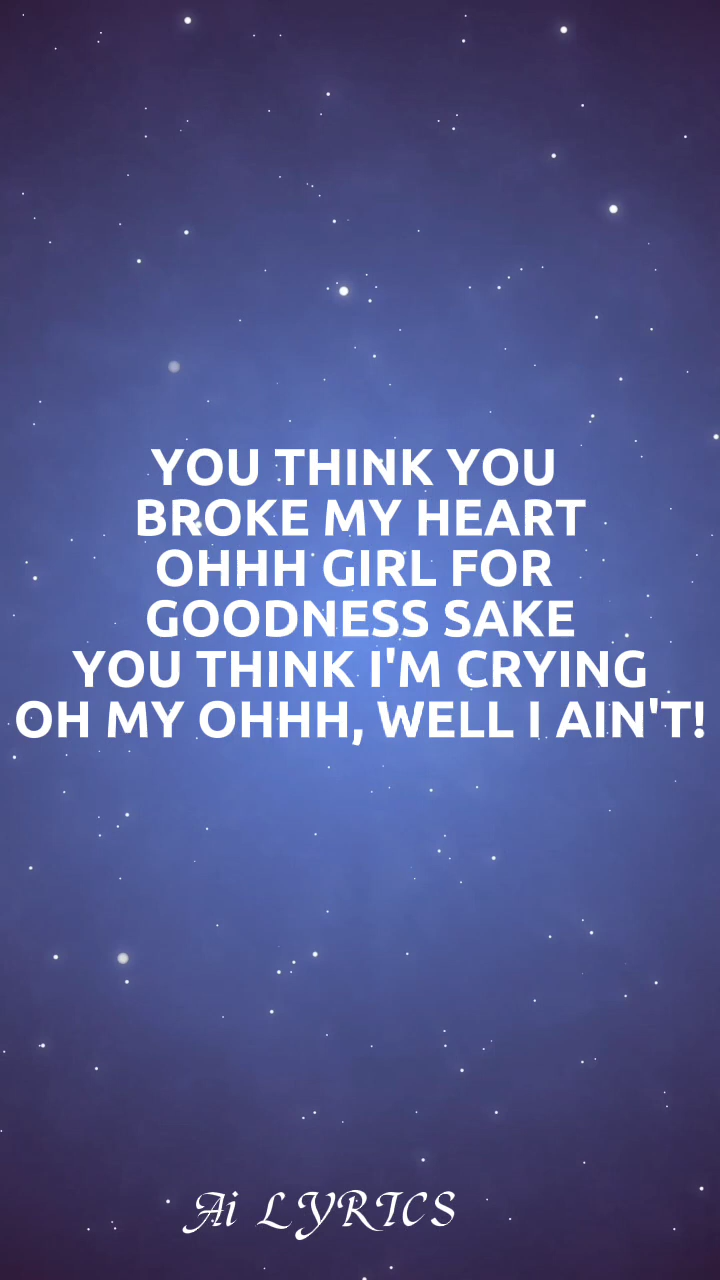 YOU THINK YOU
BROKE MY HEART
OHHH GIRL FOR
GOODNESS SAKE
YOU THINK I'M CRYING
OH MY OHHH, WELL I AIN'T!
Ai LYRICS